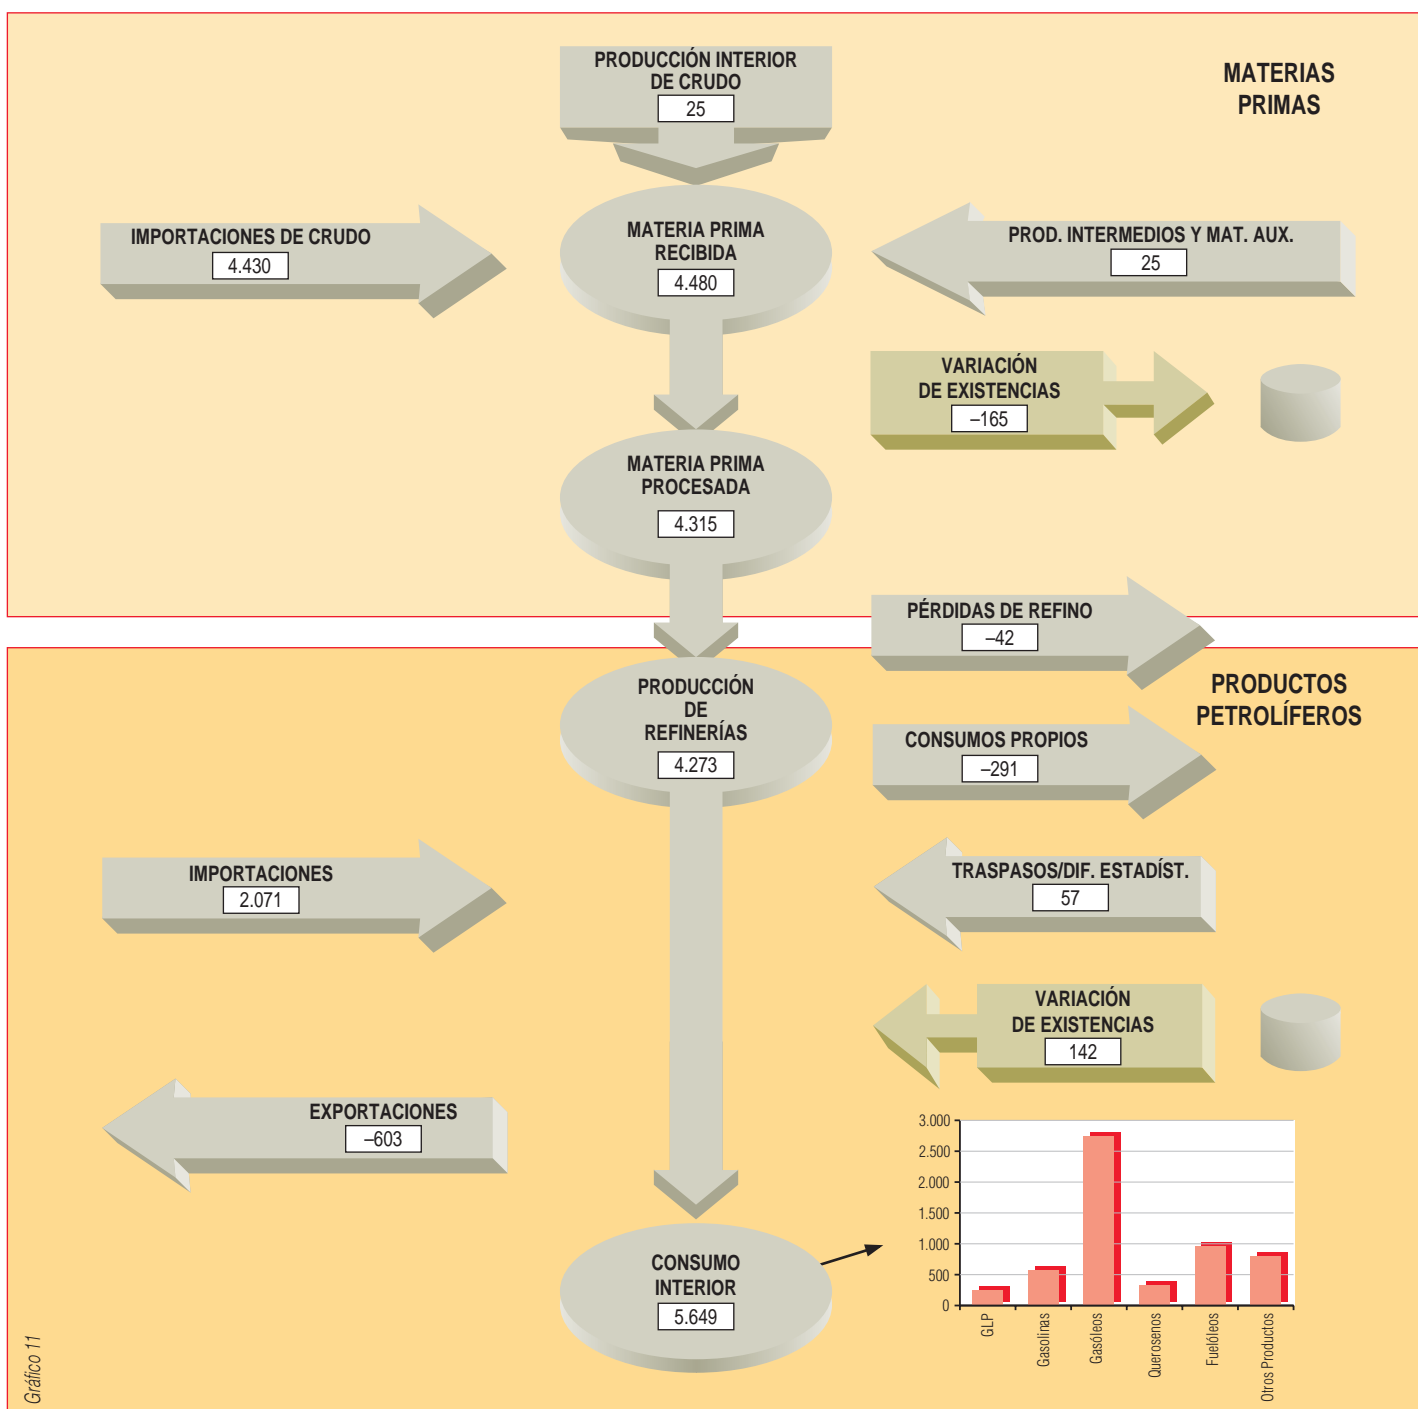 PRODUCCIÓN INTERIOR
DE CRUDO
25
MATERIAS
PRIMAS
IMPORTACIONES DE CRUDO
4.430
MATERIA PRIMA
RECIBIDA
4.480
PROD. INTERMEDIOS Y MAT. AUX.
25
VARIACIÓN
DE EXISTENCIAS
–165
MATERIA PRIMA
PROCESADA
4.315
PÉRDIDAS DE REFINO
–42
PRODUCTOS
PETROLÍFEROS
PRODUCCIÓN
DE
REFINERÍAS
4.273
CONSUMOS PROPIOS
–291
IMPORTACIONES
2.071
TRASPASOS/DIF. ESTADÍST.
57
VARIACIÓN
DE EXISTENCIAS
142
EXPORTACIONES
–603
CONSUMO
INTERIOR
5.649
3.000
2.500
2.000
1.500
1.000
500
0
GLP
Gasolinas
Gasóleos
Querosenos
Fuelóleos
Otros Productos
Gráfico 11